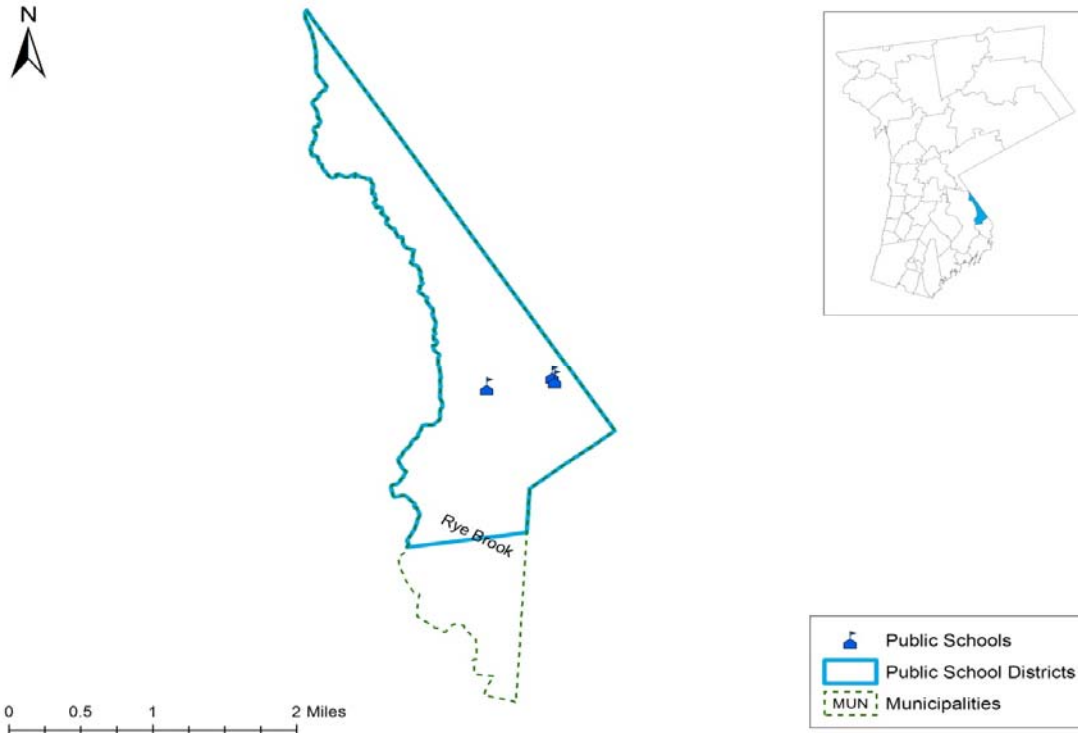 N
Rye Brook
Public Schools
Public School Districts
MUN Municipalities
0 0.5 1 2 Miles